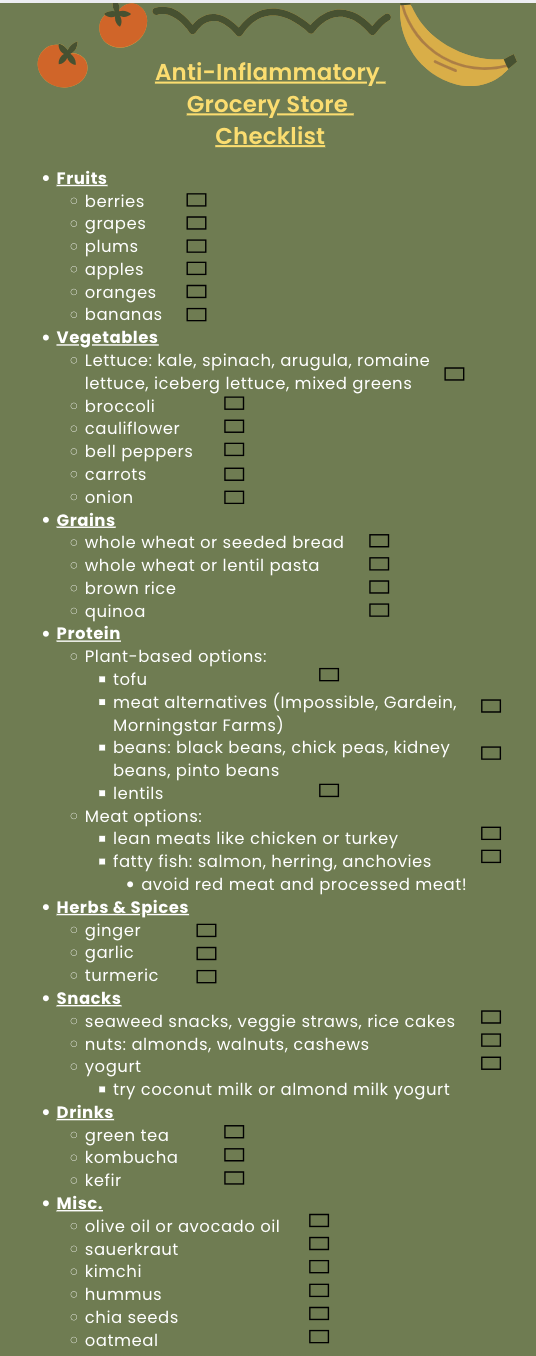 Anti-Inflammatory
Grocery Store
Checklist
Fruits
berries
grapes
plums
apples
oranges
bananas
Vegetables
Lettuce: kale, spinach, arugula, romaine
lettuce, iceberg lettuce, mixed greens
broccoli
cauliflower
bell peppers
carrots
onion
Grains
whole wheat or seeded bread
whole wheat or lentil pasta
brown rice
quinoa
Protein
Plant-based options:
tofu
meat alternatives (Impossible, Gardein,
Morningstar Farms)
beans: black beans, chick peas, kidney
beans, pinto beans
lentils
Meat options:
lean meats like chicken or turkey
fatty fish: salmon, herring, anchovies
avoid red meat and processed meat!
Herbs & Spices
ginger
garlic
turmeric
Snacks
seaweed snacks, veggie straws, rice cakes
nuts: almonds, walnuts, cashews
yogurt
try coconut milk or almond milk yogurt
Drinks
green tea
kombucha
kefir
Misc.
olive oil or avocado oil
sauerkraut
kimchi
hummus
chia seeds
oatmeal